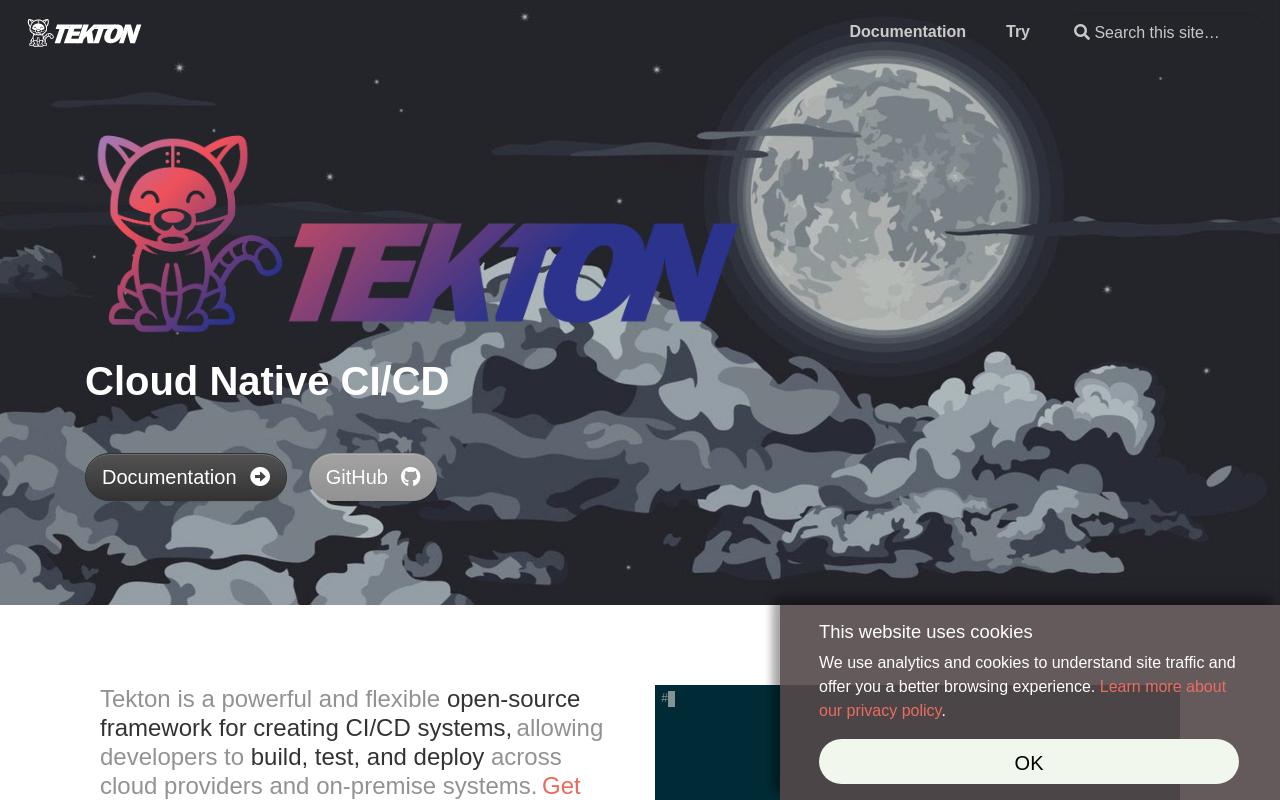 TEKTON
Documentation
Try
Search this site…
TEKTON
Cloud Native CI/CD
Documentation
GitHub
Tekton is a powerful and flexible open-source
framework for creating CI/CD systems, allowing
developers to build, test, and deploy across
cloud providers and on-premise systems. Get
#
This website uses cookies
We use analytics and cookies to understand site traffic and
offer you a better browsing experience. Learn more about
our privacy policy.
OK